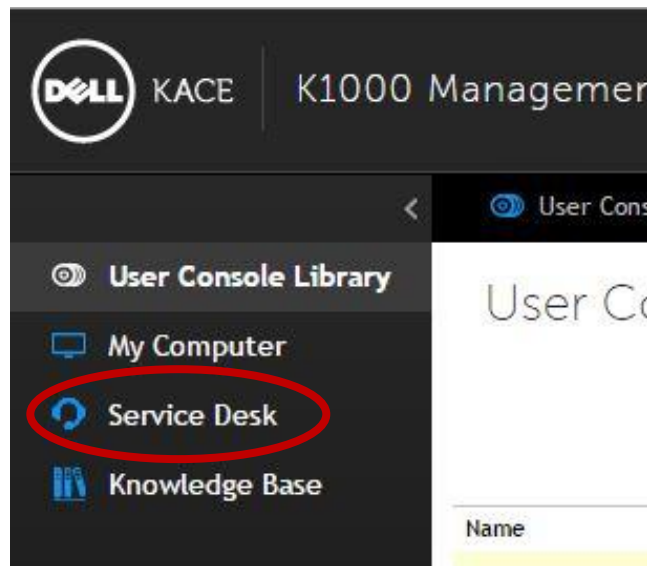 DELL KACE K1000 Managemen
User Cons
User Console Library
User Co
My Computer
Service Desk
Knowledge Base
Name